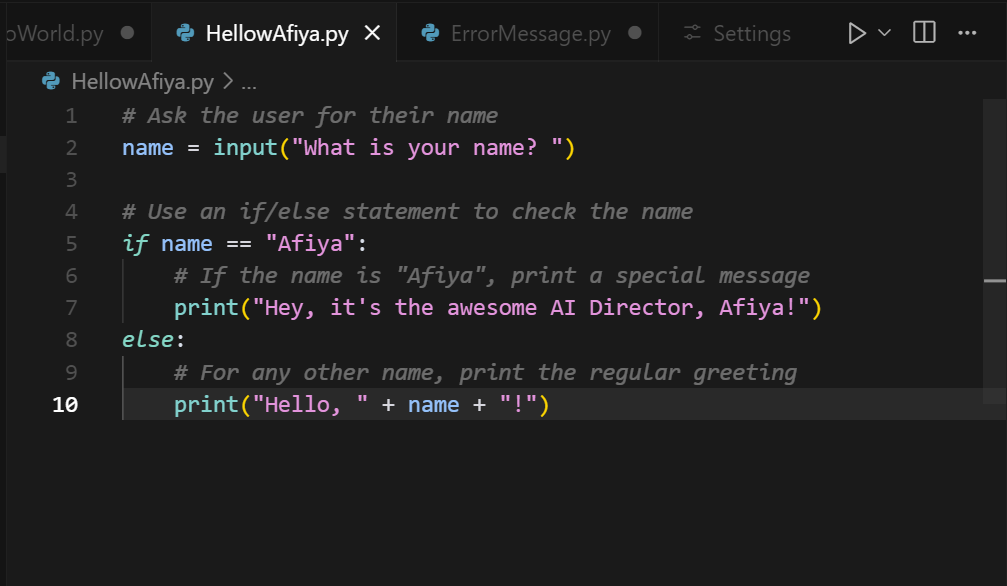 oWorld.py
HellowAfiya.py
ErrorMessage.py
Settings
HellowAfiya.py > ...
1 # Ask the user for their name
2 name = input("What is your name? ")
3
4 # Use an if/else statement to check the name
5 if name == "Afiya":
6     # If the name is "Afiya", print a special message
7     print("Hey, it's the awesome AI Director, Afiya!")
8 else:
9     # For any other name, print the regular greeting
10     print("Hello, " + name + "!")